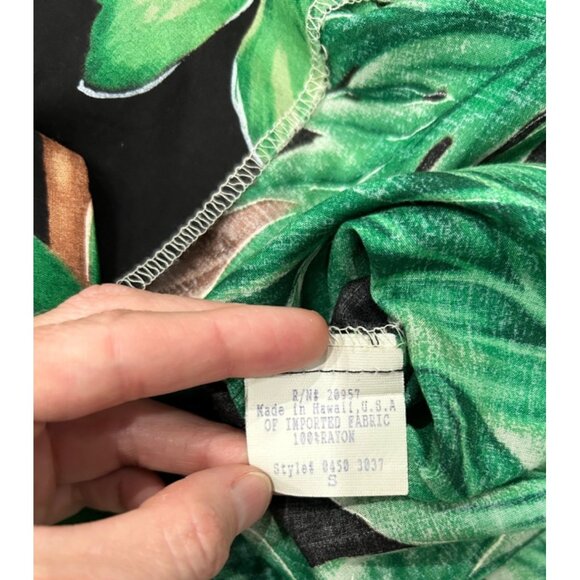 R/N# 20957
Made in Hawaii,U.S.A
OF IMPORTED FABRIC
100%RAYON
Style# 0450 3037
S